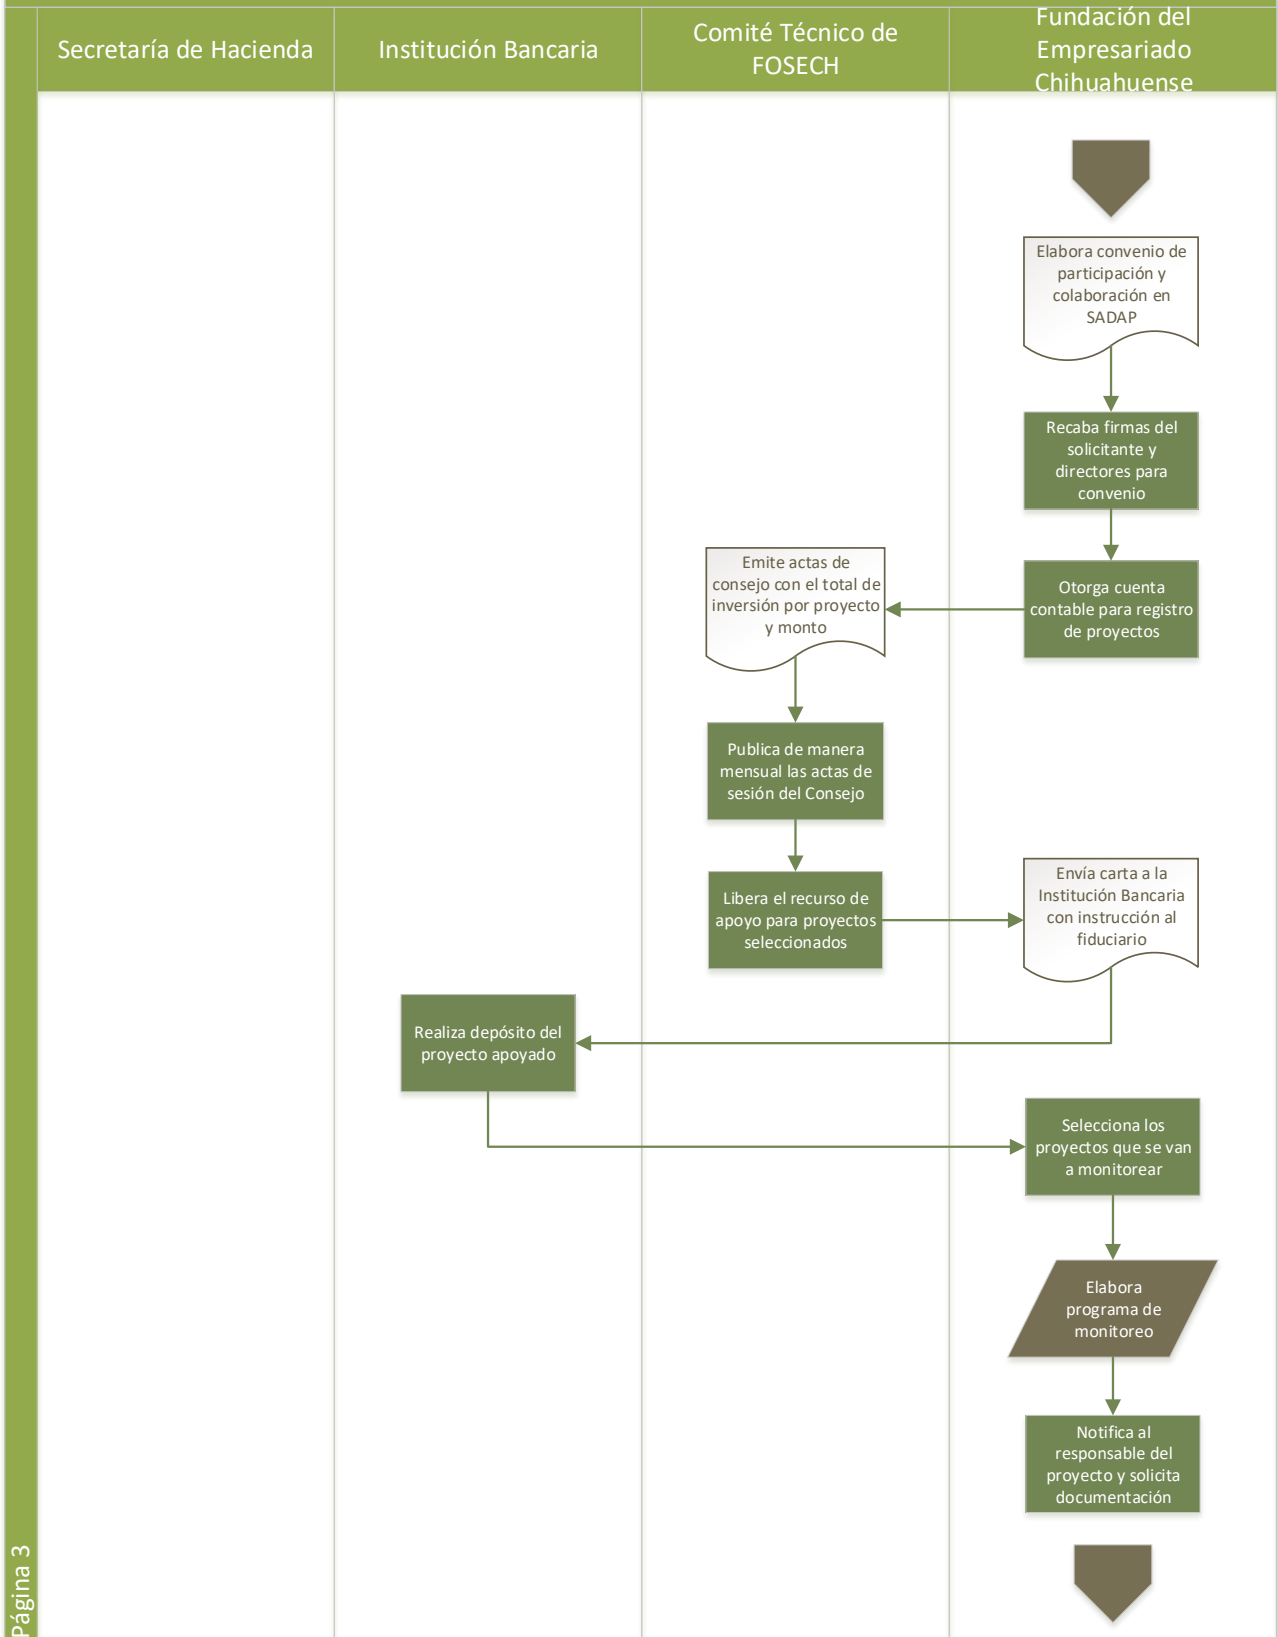 Secretaría de Hacienda
Institución Bancaria
Comité Técnico de
FOSECH
Fundación del
Empresariado
Chihuahuense
Elabora convenio de
participación y
colaboración en
SADAP
Recaba firmas del
solicitante y
directores para
convenio
Otorga cuenta
contable para registro
de proyectos
Emite actas de
consejo con el total de
inversión por proyecto
y monto
Publica de manera
mensual las actas de
sesión del Consejo
Libera el recurso de
apoyo para proyectos
seleccionados
Envía carta a la
Institución Bancaria
con instrucción al
fiduciario
Realiza depósito del
proyecto apoyado
Selecciona los
proyectos que se van
a monitorear
Elabora
programa de
monitoreo
Notifica al
responsable del
proyecto y solicita
documentación
Página 3